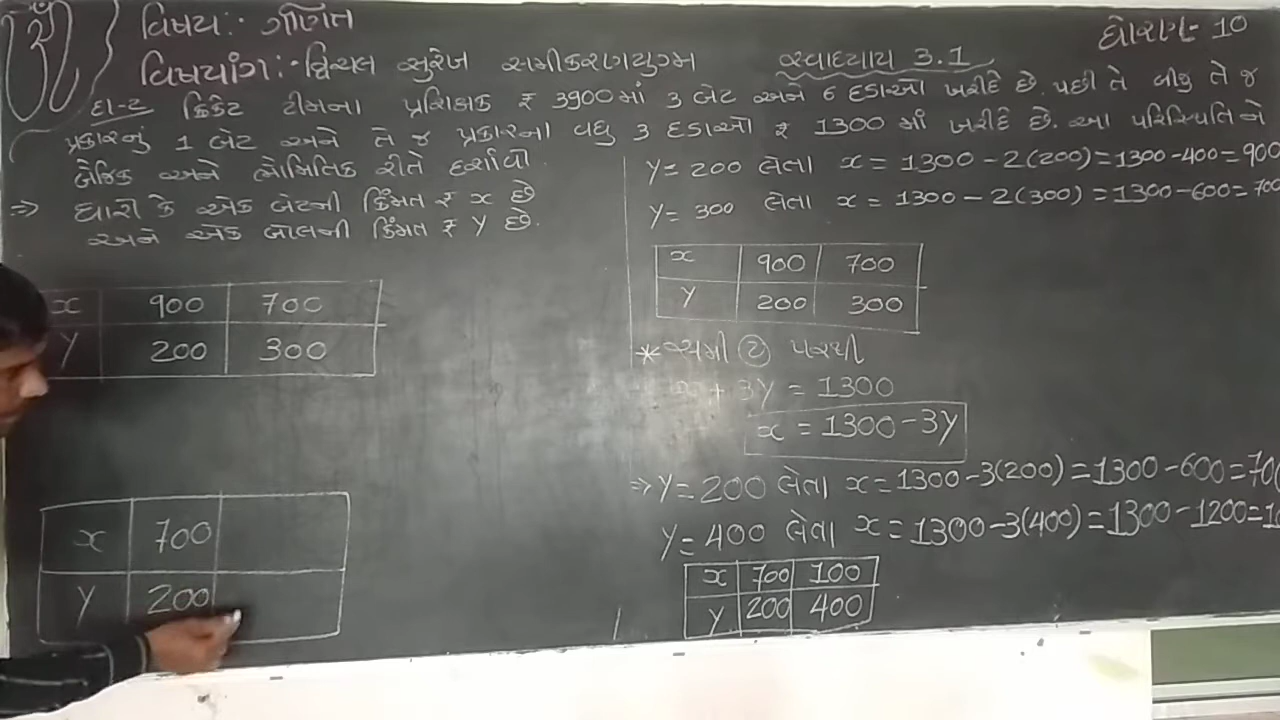 વિષય:- ગણિત
ધોરણ- 10
વિષયાંગ:- દ્વિચલ સુરેખ સમીકરણયુગ્મ
સ્વાધ્યાય 3.1
દા-૨ ક્રિકેટ ટીમના પ્રશિક્ષક ₹ 3900માં 3 બેટ અને 6 દડાઓ ખરીદે છે. પછી તે બીજુ તે જ
પ્રકારનું 1 બેટ અને તે જ પ્રકારના વધુ 3 દડાઓ ₹ 1300 માં ખરીદે છે. આ પરિસ્થિતિને
બૈજિક અને ભૌમિતિક રીતે દર્શાવો.
⇒ ધારો કે એક બેટની કિંમત ₹ x છે
અને એક બોલની કિંમત ₹ y છે.
x 900 700
y 200 300
x 700
y 200
y = 200 લેતા x = 1300 - 2(200) = 1300 - 400 = 900
y = 300 લેતા x = 1300 - 2(300) = 1300 - 600 = 700
x 900 700
y 200 300
* સમી ② પરથી
x + 3y = 1300
x = 1300 - 3y
⇒ y = 200 લેતા x = 1300 - 3(200) = 1300 - 600 = 700
y = 400 લેતા x = 1300 - 3(400) = 1300 - 1200 = 10
x 700 100
y 200 400